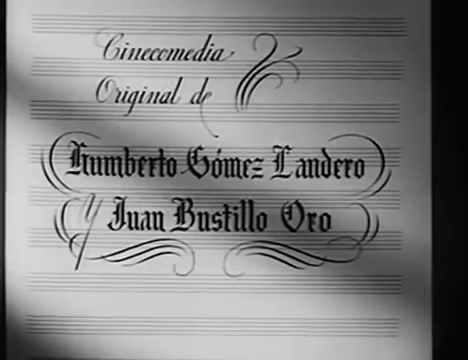 Cinecomedia
Original de
Humberto Gómez Landero
y Juan Bustillo Oro